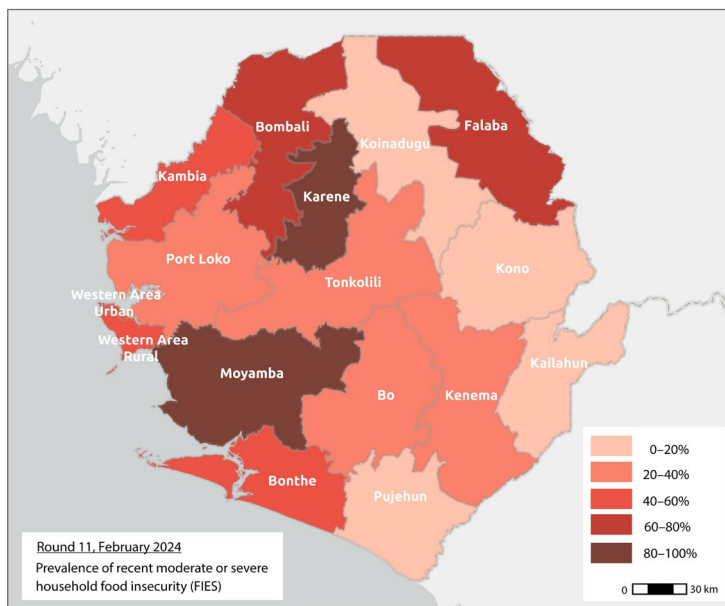 Bombali
Falaba
Koinadugu
Kambia
Karene
Port Loko
Kono
Tonkolili
Western Area
Urban
Western Area
Rural
Kailahun
Moyamba
Bo
Kenema
Bonthe
Pujehun
0–20%
20–40%
40–60%
60–80%
80–100%
0 30 km
Round 11, February 2024
Prevalence of recent moderate or severe
household food insecurity (FIES)